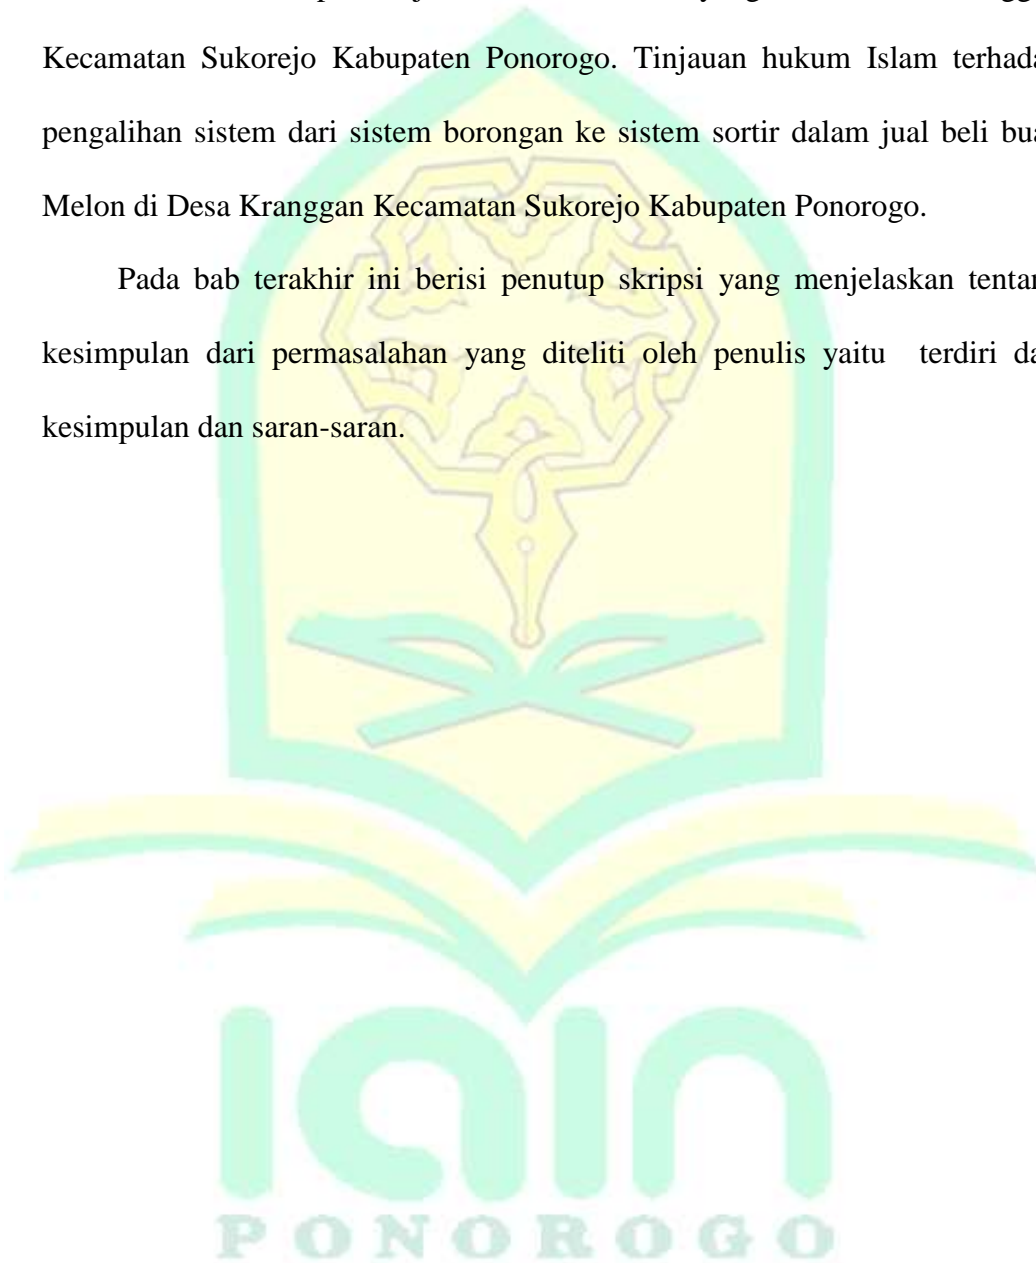 Kecamatan Sukorejo Kabupaten Ponorogo. Tinjauan hukum Islam terhada
pengalihan sistem dari sistem borongan ke sistem sortir dalam jual beli bua
Melon di Desa Kranggan Kecamatan Sukorejo Kabupaten Ponorogo.
Pada bab terakhir ini berisi penutup skripsi yang menjelaskan tentan
kesimpulan dari permasalahan yang diteliti oleh penulis yaitu terdiri da
kesimpulan dan saran-saran.
iain
PONOROGO